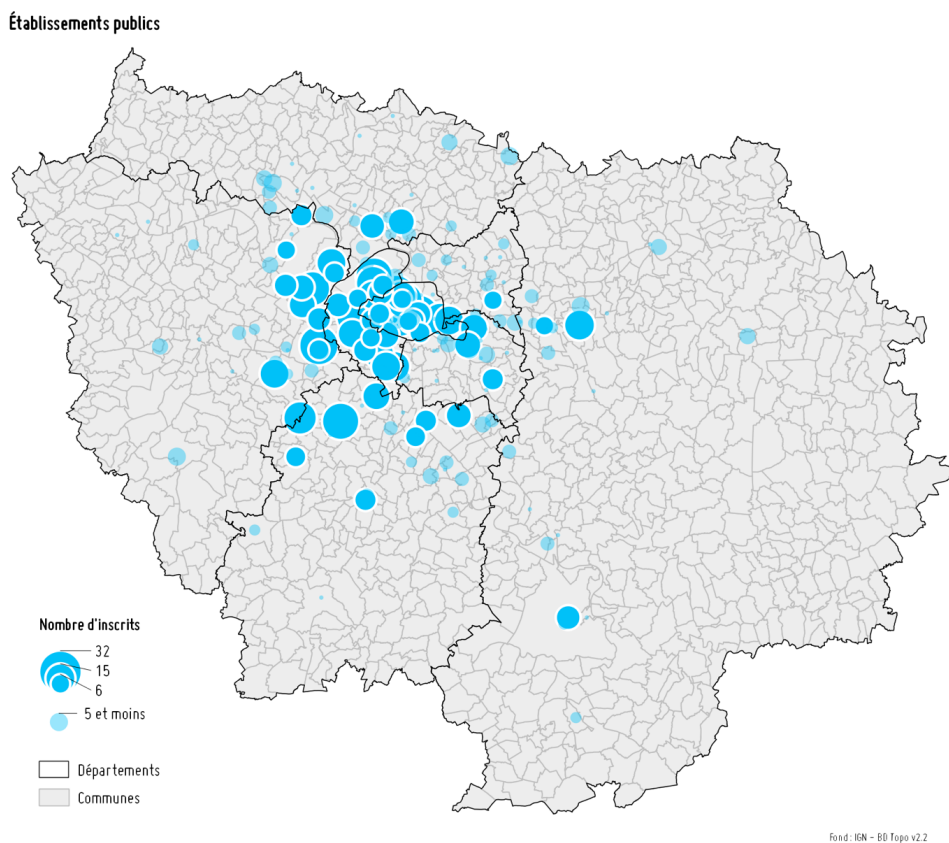 Établissements publics
Nombre d'inscrits
32
15
6
5 et moins
Départements
Communes
Fond : IGN - BD Topo v2.2